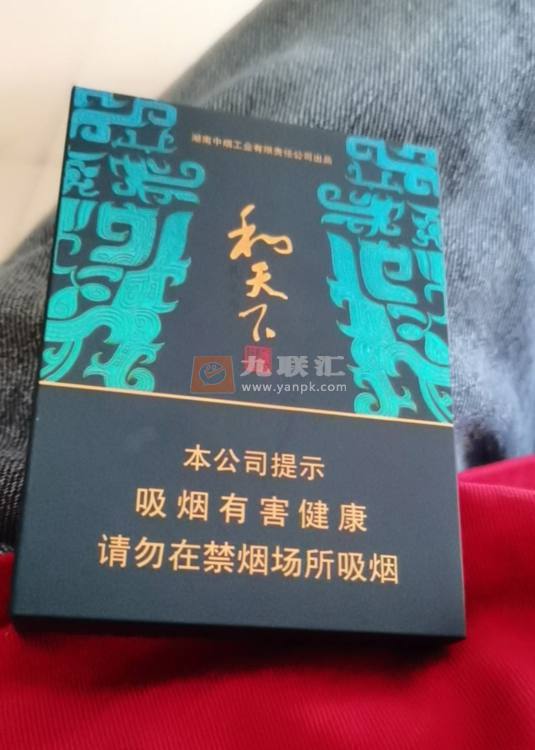 湖南中烟工业有限责任公司出品
和天下
九联汇
www.yanpk.com
本公司提示
吸烟有害健康
请勿在禁烟场所吸烟